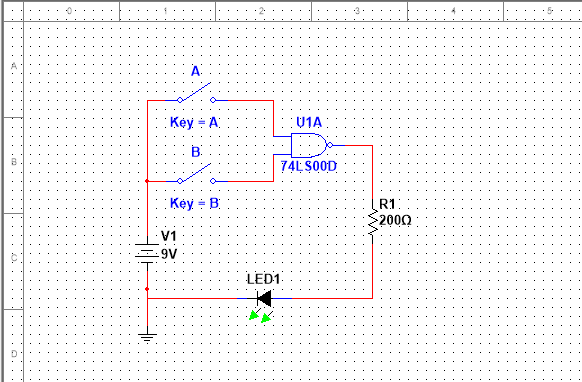 0 1 2 3 4 5
A
A
Key = A
U1A
B
B
74LS00D
Key = B
R1
200Ω
V1
9V
C
LED1
D